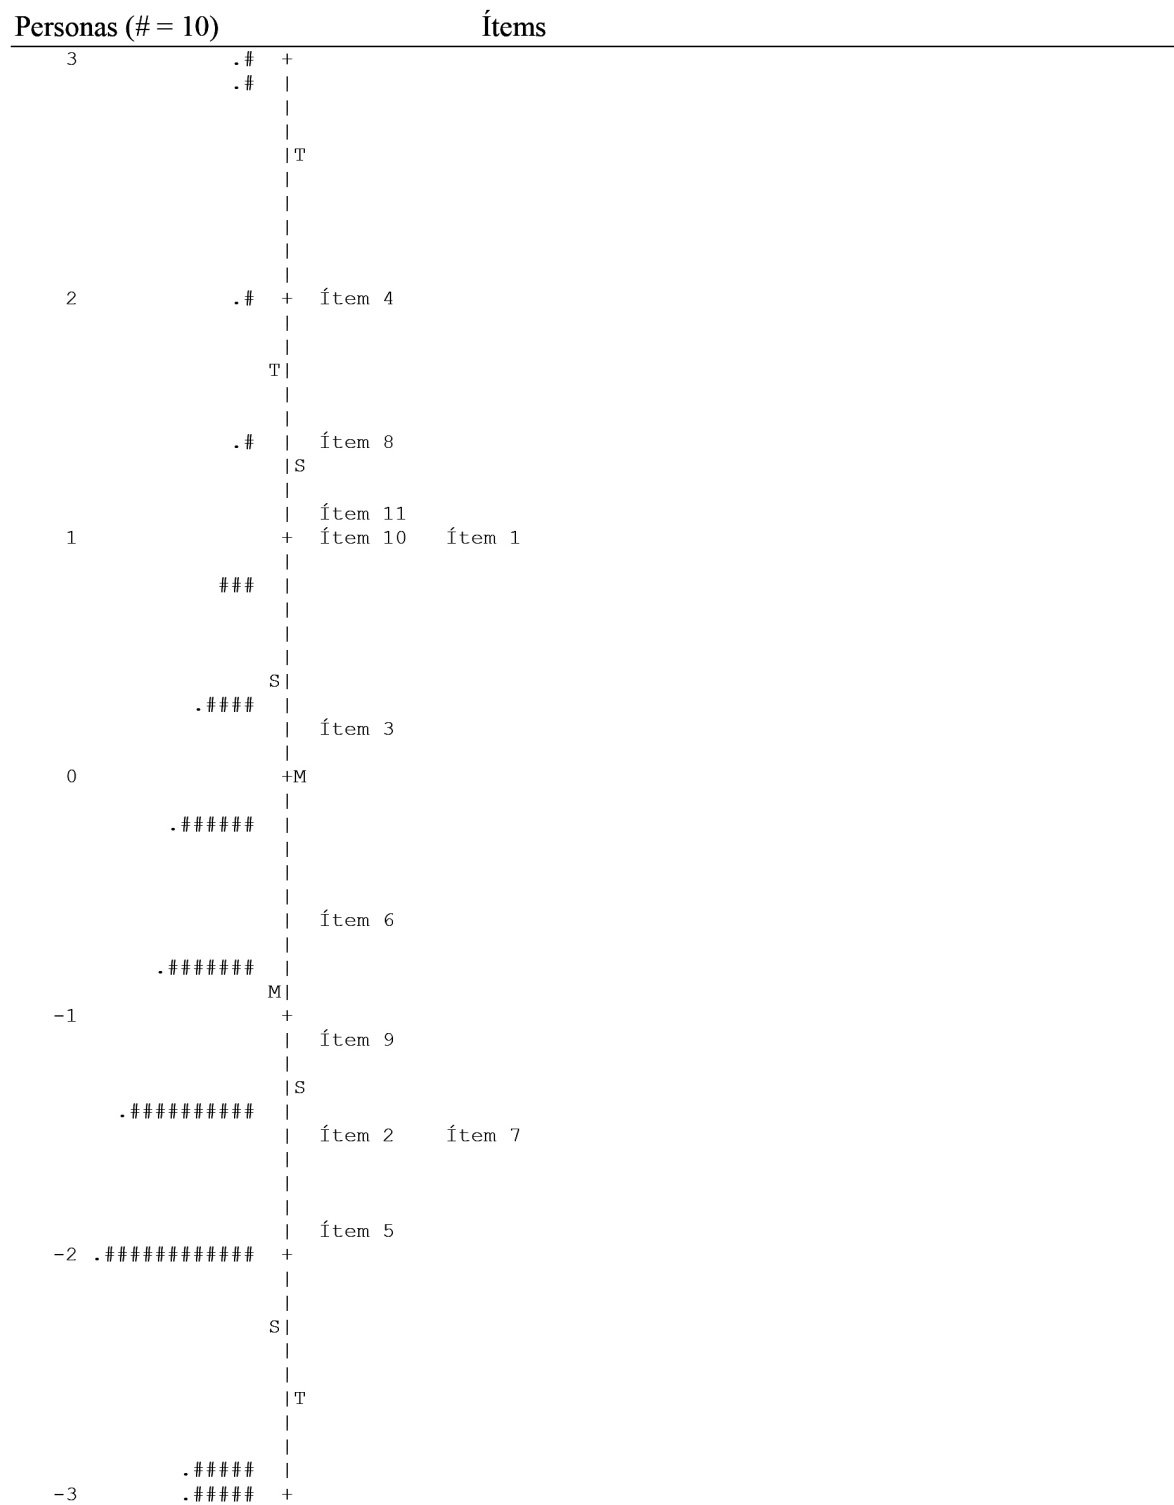 Personas (# = 10) Ítems
3 .# +
.# |
|
|
|T
|
|
|
|
|
2 .# + Ítem 4
|
|
T|
|
|
.# | Ítem 8
|S
|
| Ítem 11
1 + Ítem 10 Ítem 1
|
### |
|
|
|
S|
.#### |
| Ítem 3
|
0 +M
|
.###### |
|
|
|
| Ítem 6
|
.####### |
M|
-1 +
| Ítem 9
|
|S
.########## |
| Ítem 2 Ítem 7
|
|
|
| Ítem 5
-2 .############ +
|
|
S|
|
|
|T
|
|
.##### |
-3 .##### +